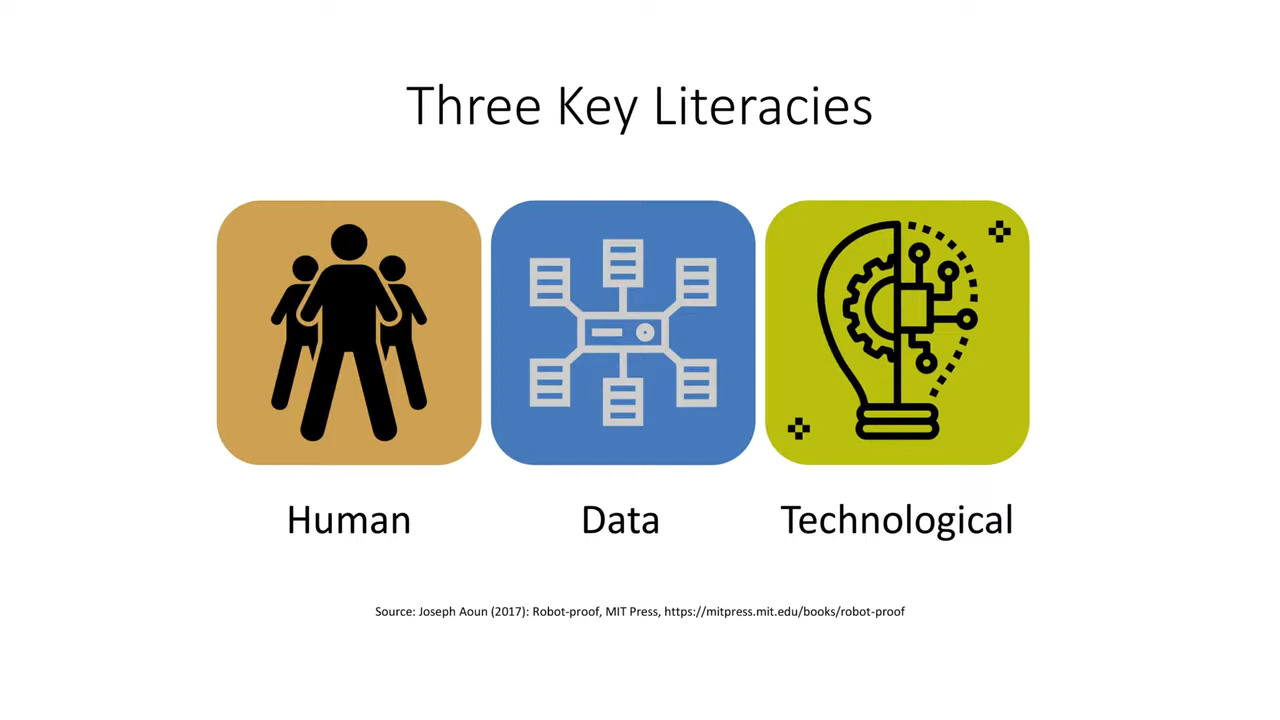 Three Key Literacies
Human
Data
Technological
Source: Joseph Aoun (2017): Robot-proof, MIT Press, https://mitpress.mit.edu/books/robot-proof